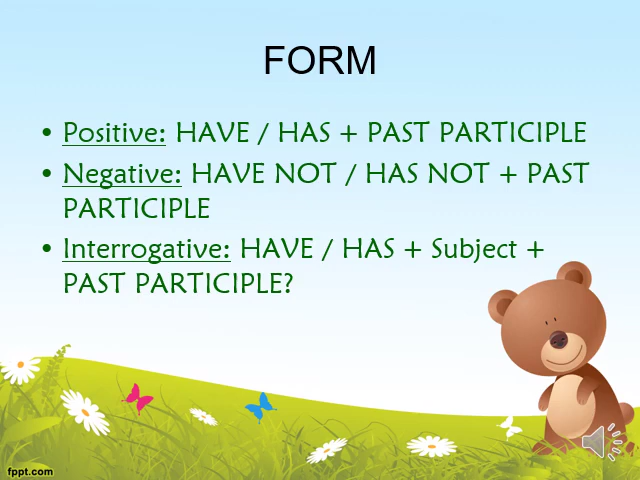 FORM
• Positive: HAVE / HAS + PAST PARTICIPLE
• Negative: HAVE NOT / HAS NOT + PAST
PARTICIPLE
• Interrogative: HAVE / HAS + Subject +
PAST PARTICIPLE?
fppt.com